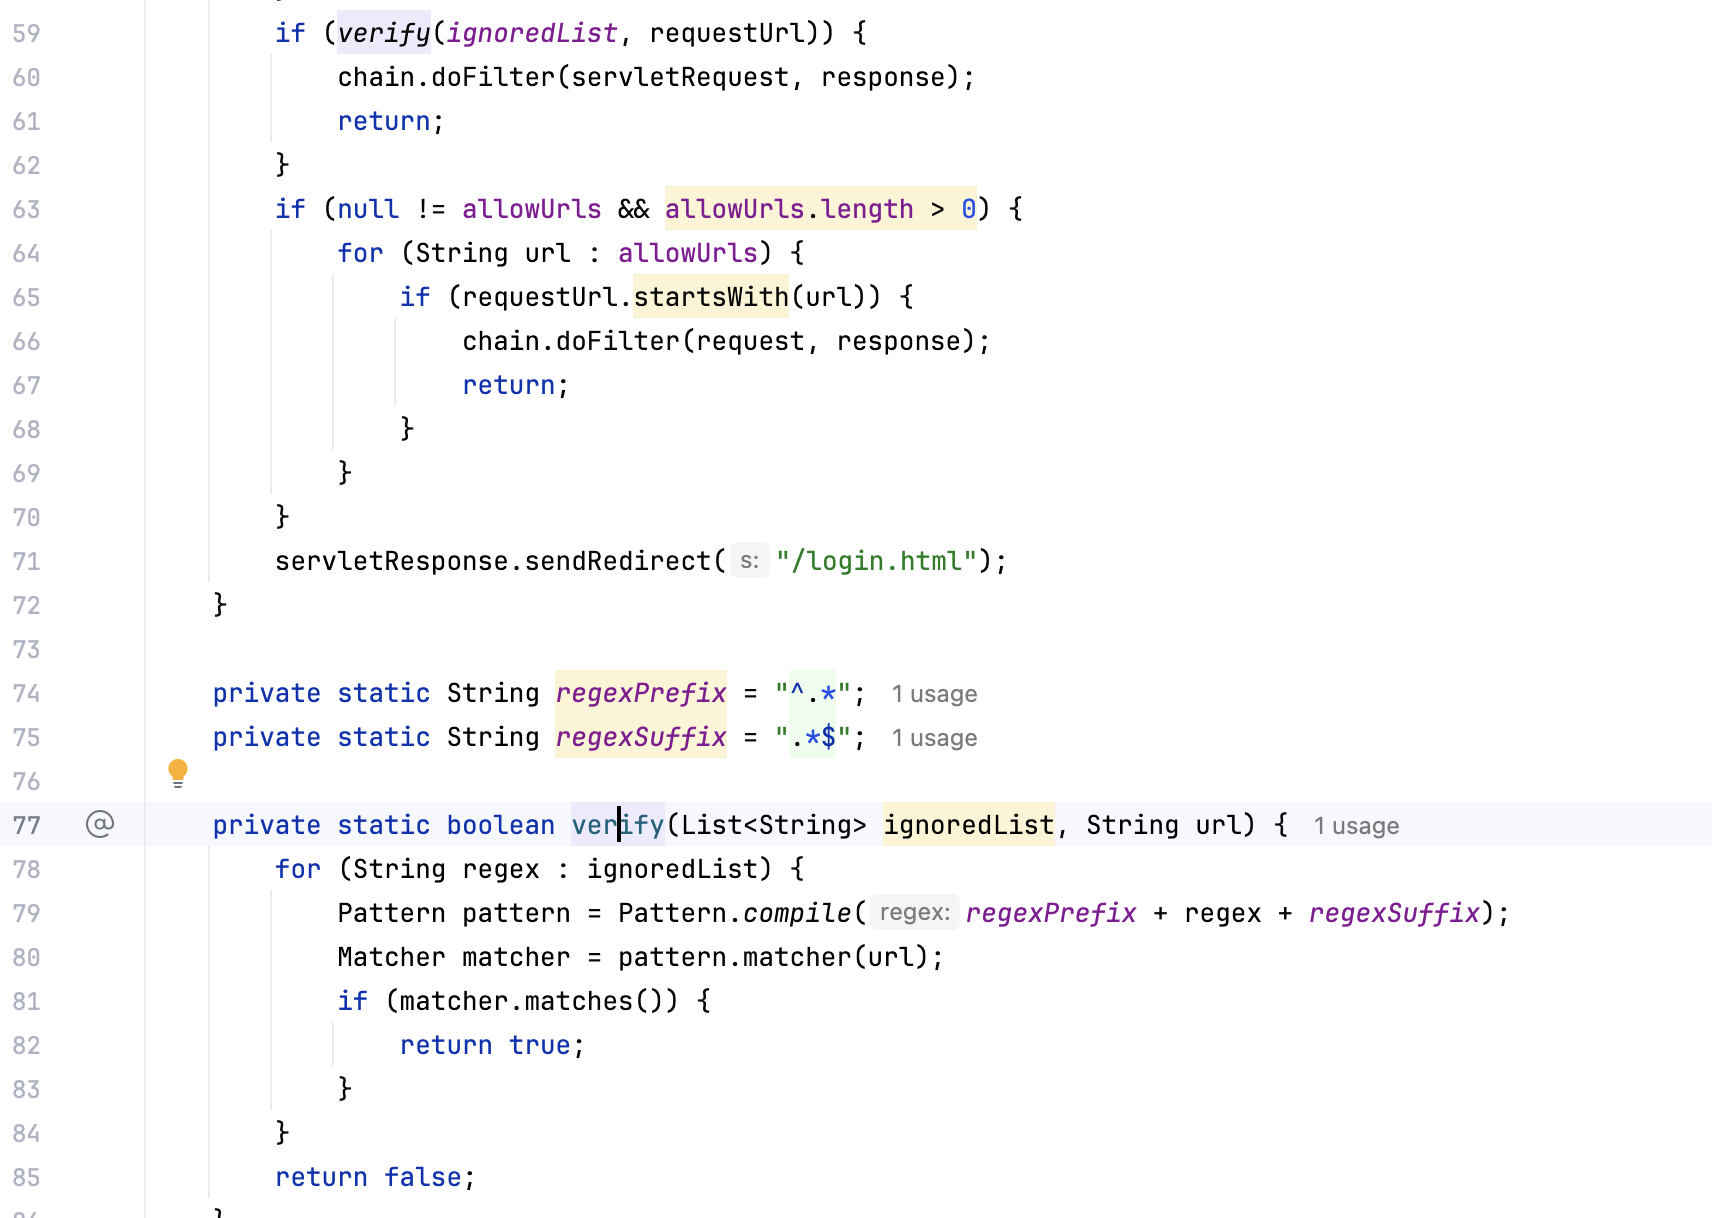 59 if (verify(ignoredList, requestUrl)) {
60 chain.doFilter(servletRequest, response);
61 return;
62 }
63 if (null != allowUrls && allowUrls.length > 0) {
64 for (String url : allowUrls) {
65 if (requestUrl.startsWith(url)) {
66 chain.doFilter(request, response);
67 return;
68 }
69 }
70 }
71 servletResponse.sendRedirect( s: "/login.html");
72 }
73
74 private static String regexPrefix = "^.*"; 1 usage
75 private static String regexSuffix = ".*$"; 1 usage
76
77 @ private static boolean verify(List<String> ignoredList, String url) { 1 usage
78 for (String regex : ignoredList) {
79 Pattern pattern = Pattern.compile( regex: regexPrefix + regex + regexSuffix);
80 Matcher matcher = pattern.matcher(url);
81 if (matcher.matches()) {
82 return true;
83 }
84 }
85 return false;